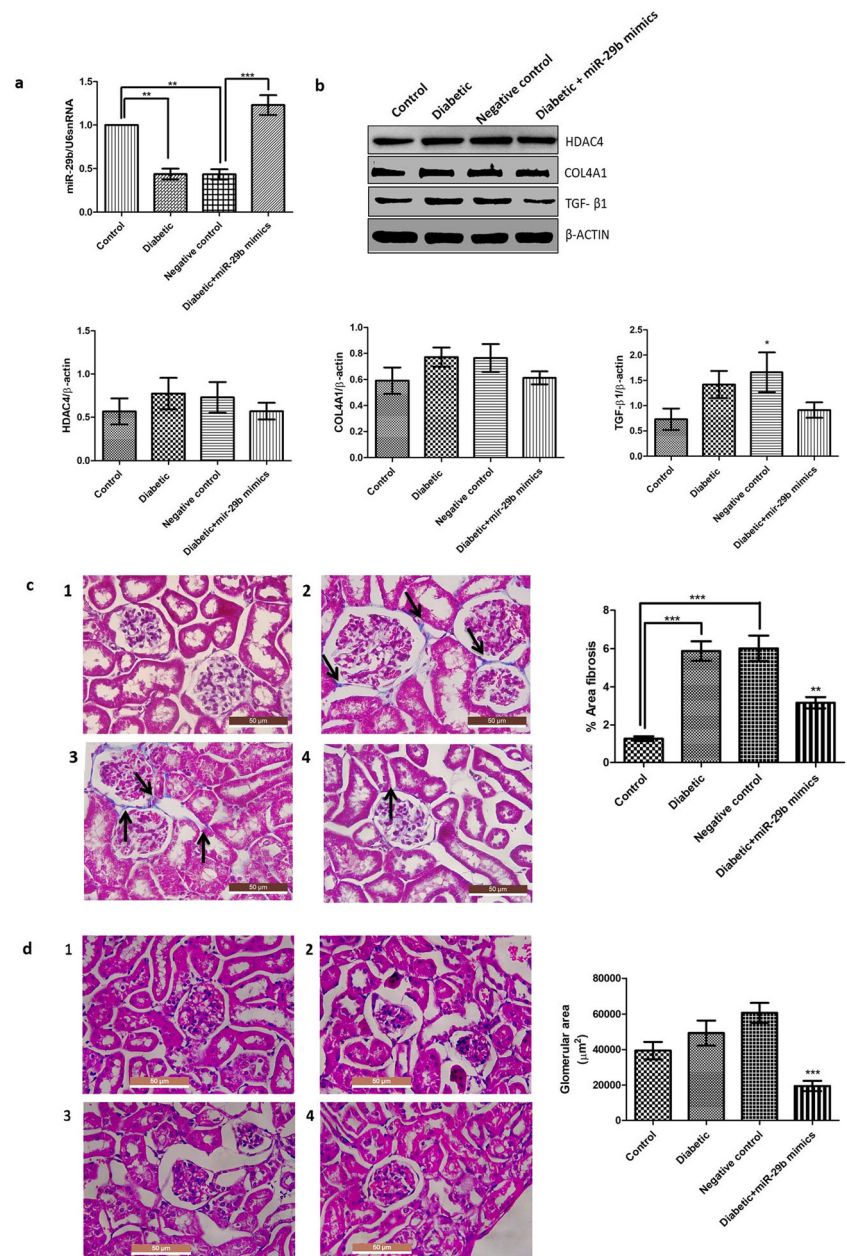 a
miR-29b/U6snRNA
1.5
1.0
0.5
0.0
**
**
***
Control
Diabetic
Negative control
Diabetic+miR-29b mimics
b
Control
Diabetic
Negative control
Diabetic + miR-29b mimics
HDAC4
COL4A1
TGF- β1
β-ACTIN
HDAC4/β-actin
1.5
1.0
0.5
0.0
Control
Diabetic
Negative control
Diabetic+mir-29b mimics
COL4A1/β-actin
1.0
0.8
0.6
0.4
0.2
0.0
Control
Diabetic
Negative control
Diabetic+miR-29b mimics
TGF-β1/β-actin
2.5
2.0
1.5
1.0
0.5
0.0
*
Control
Diabetic
Negative control
Diabetic+miR-29b mimics
c
1
50 μm
2
50 μm
3
50 μm
4
50 μm
% Area fibrosis
8
6
4
2
0
***
***
**
Control
Diabetic
Negative control
Diabetic+miR-29b mimics
d
1
50 μm
2
50 μm
3
50 μm
4
50 μm
Glomerular area
(μm²)
80000
60000
40000
20000
0
***
Control
Diabetic
Negative control
Diabetic+miR-29b mimics